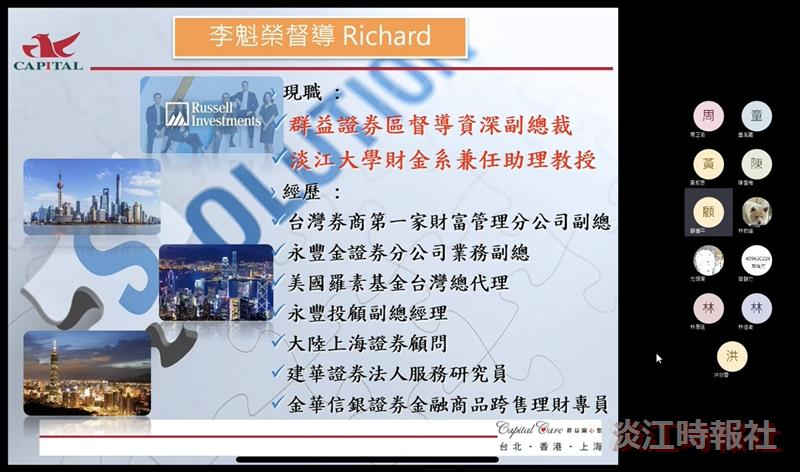 李魁榮督導 Richard
CAPITAL
Russell
Investments
SOLUTION
現職 :
群益證券區督導資深副總裁
淡江大學財金系兼任助理教授
經歷 :
台灣券商第一家財富管理分公司副總
永豐金證券分公司業務副總
美國羅素基金台灣總代理
永豐投顧副總經理
大陸上海證券顧問
建華證券法人服務研究員
金華信銀證券金融商品跨售理財專員
Capital Care 群益關心您
台北・香港・上海
周
童
黃
陳
顧
林
林
洪
淡江時報社